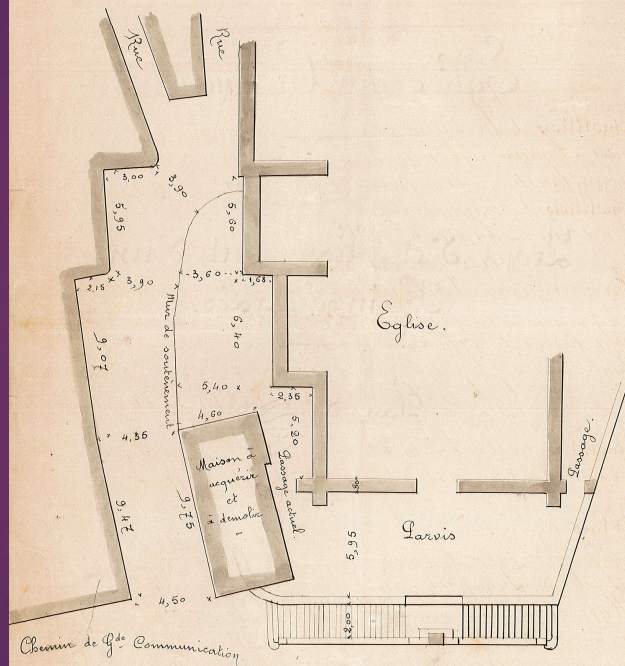 Rue
Rue
3,00
3,90
5,95
5,60
2,15
3,90
3,60
1,68
Mur de soutènement
6,40
Eglise.
9,07
5,40
2,35
4,60
4,35
5,20
Passage actuel.
Passage.
Maison à
acquérir
et
démolir
9,75
9,47
80
5,95
Parvis
4,50
2,00
Chemin de Gde Communication